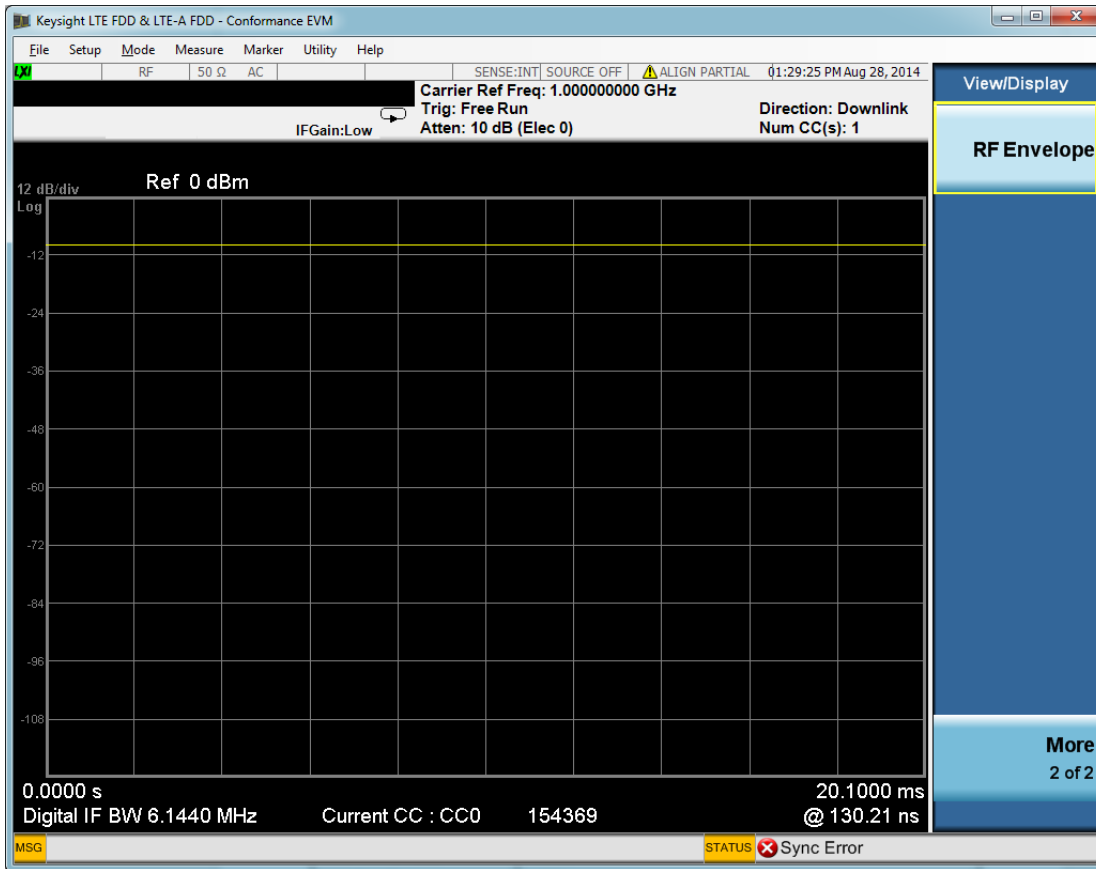 Keysight LTE FDD & LTE-A FDD - Conformance EVM
File Setup Mode Measure Marker Utility Help
LXI RF 50 Ω AC SENSE:INT SOURCE OFF ALIGN PARTIAL 01:29:25 PM Aug 28, 2014
Carrier Ref Freq: 1.000000000 GHz
Trig: Free Run Direction: Downlink
IFGain:Low Atten: 10 dB (Elec 0) Num CC(s): 1
View/Display
RF Envelope
12 dB/div Ref 0 dBm
Log
-12
-24
-36
-48
-60
-72
-84
-96
-108
0.0000 s 20.1000 ms
Digital IF BW 6.1440 MHz Current CC : CC0 154369 @ 130.21 ns
More
2 of 2
MSG STATUS Sync Error